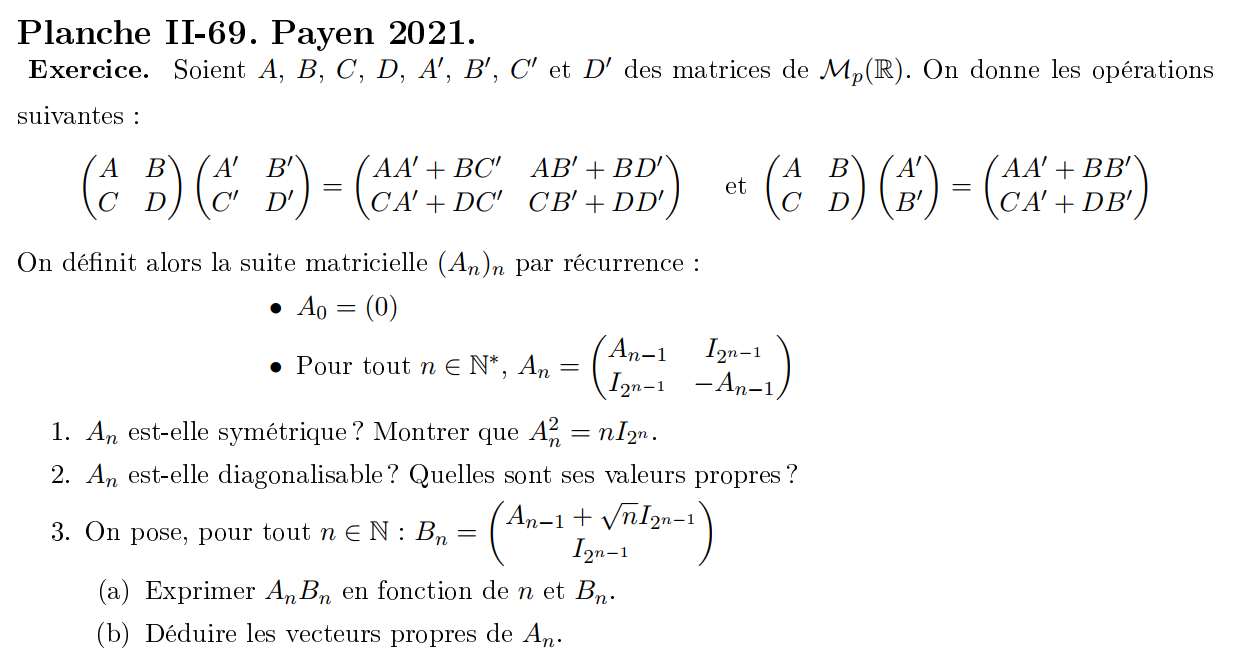 Planche II-69. Payen 2021.
Exercice. Soient $A$, $B$, $C$, $D$, $A'$, $B'$, $C'$ et $D'$ des matrices de $\mathcal{M}_p(\mathbb{R})$. On donne les opérations
suivantes :
$\begin{pmatrix} A & B \\ C & D \end{pmatrix} \begin{pmatrix} A' & B' \\ C' & D' \end{pmatrix} = \begin{pmatrix} AA' + BC' & AB' + BD' \\ CA' + DC' & CB' + DD' \end{pmatrix}$ et $\begin{pmatrix} A & B \\ C & D \end{pmatrix} \begin{pmatrix} A' \\ B' \end{pmatrix} = \begin{pmatrix} AA' + BB' \\ CA' + DB' \end{pmatrix}$
On définit alors la suite matricielle $(A_n)_n$ par récurrence :
• $A_0 = (0)$
• Pour tout $n \in \mathbb{N}^*$, $A_n = \begin{pmatrix} A_{n-1} & I_{2^{n-1}} \\ I_{2^{n-1}} & -A_{n-1} \end{pmatrix}$
1. $A_n$ est-elle symétrique ? Montrer que $A_n^2 = nI_{2^n}$.
2. $A_n$ est-elle diagonalisable ? Quelles sont ses valeurs propres ?
3. On pose, pour tout $n \in \mathbb{N}$ : $B_n = \begin{pmatrix} A_{n-1} + \sqrt{n}I_{2^{n-1}} \\ I_{2^{n-1}} \end{pmatrix}$
(a) Exprimer $A_nB_n$ en fonction de $n$ et $B_n$.
(b) Déduire les vecteurs propres de $A_n$.